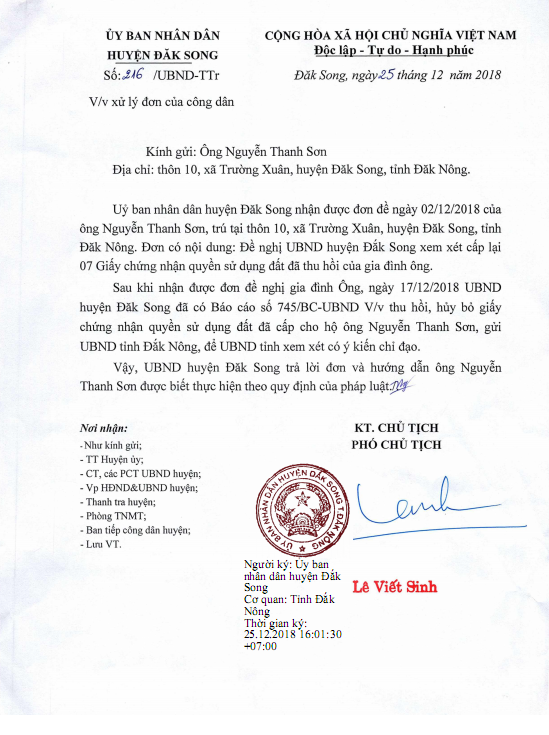 ỦY BAN NHÂN DÂN
HUYỆN ĐĂK SONG
Số: 216 /UBND-TTr
V/v xử lý đơn của công dân
CỘNG HÒA XÃ HỘI CHỦ NGHĨA VIỆT NAM
Độc lập - Tự do - Hạnh phúc
Đăk Song, ngày 25 tháng 12 năm 2018
Kính gửi: Ông Nguyễn Thanh Sơn
Địa chỉ: thôn 10, xã Trường Xuân, huyện Đăk Song, tỉnh Đăk Nông.
Uỷ ban nhân dân huyện Đăk Song nhận được đơn đề ngày 02/12/2018 của
ông Nguyễn Thanh Sơn, trú tại thôn 10, xã Trường Xuân, huyện Đăk Song, tỉnh
Đăk Nông. Đơn có nội dung: Đề nghị UBND huyện Đắk Song xem xét cấp lại
07 Giấy chứng nhận quyền sử dụng đất đã thu hồi của gia đình ông.
Sau khi nhận được đơn đề nghị gia đình Ông, ngày 17/12/2018 UBND
huyện Đăk Song đã có Báo cáo số 745/BC-UBND V/v thu hồi, hủy bỏ giấy
chứng nhận quyền sử dụng đất đã cấp cho hộ ông Nguyễn Thanh Sơn, gửi
UBND tỉnh Đắk Nông, để UBND tỉnh xem xét có ý kiến chỉ đạo.
Vậy, UBND huyện Đăk Song trả lời đơn và hướng dẫn ông Nguyễn
Thanh Sơn được biết thực hiện theo quy định của pháp luật.
Nơi nhận:
- Như kính gửi;
- TT Huyện ủy;
- CT, các PCT UBND huyện;
- Vp HĐND&UBND huyện;
- Thanh tra huyện;
- Phòng TNMT;
- Ban tiếp công dân huyện;
- Lưu VT.
KT. CHỦ TỊCH
PHÓ CHỦ TỊCH
ỦY BAN NHÂN DÂN HUYỆN ĐẮK SONG T. ĐẮK NÔNG
Người ký: Ủy ban
nhân dân huyện Đắk
Song
Cơ quan: Tỉnh Đắk
Nông
Thời gian ký:
25.12.2018 16:01:30
+07:00
Lê Viết Sinh